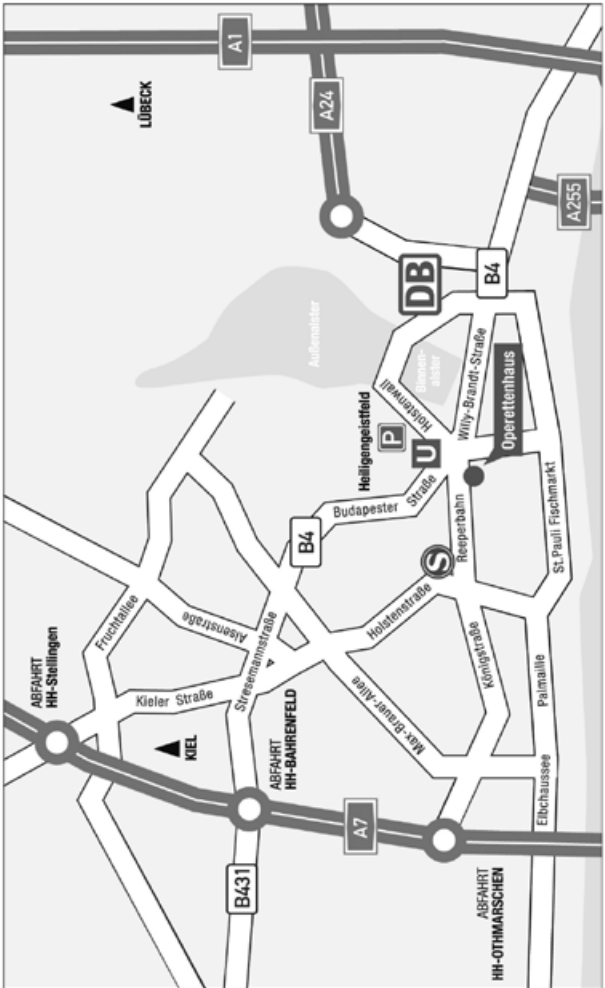 A1
A24
A255
LÜBECK
Außenalster
Binnen-
alster
DB
B4
Holstenwall
Willy-Brandt-Straße
Operettenhaus
Heiligengeistfeld
P
U
Budapester
Straße
Reeperbahn
St.Pauli Fischmarkt
B4
S
Fruchtallee
Alsenstraße
Stresemannstraße
Holstenstraße
Königstraße
Palmaille
ABFAHRT
HH-Stellingen
Kieler Straße
KIEL
ABFAHRT
HH-BAHRENFELD
Max-Brauer-Allee
Elbchaussee
A7
B431
ABFAHRT
HH-OTHMARSCHEN